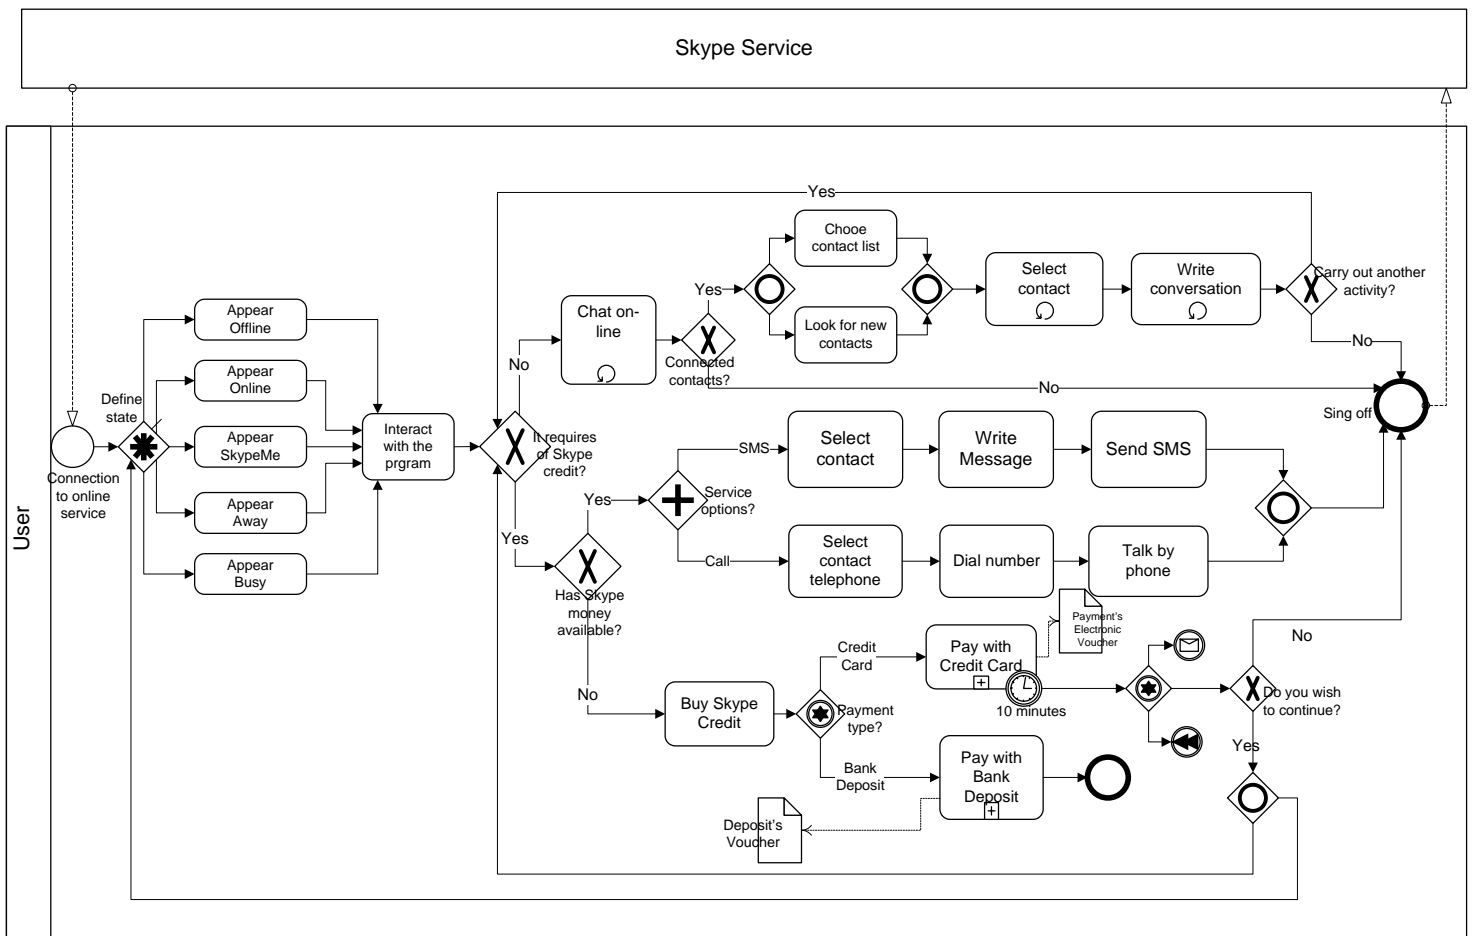 Skype Service
User
Connection
to online
service
Define
state
Appear
Offline
Appear
Online
Appear
SkypeMe
Appear
Away
Appear
Busy
Interact
with the
prgram
It requires
of Skype
credit?
No
Yes
Chat on-
line
Connected
contacts?
Yes
No
Chooe
contact list
Look for new
contacts
Select
contact
Write
conversation
Carry out another
activity?
Yes
No
Sing off
Has Skype
money
available?
Yes
No
Service
options?
SMS
Call
Select
contact
Write
Message
Send SMS
Select
contact
telephone
Dial number
Talk by
phone
Buy Skype
Credit
Payment
type?
Credit
Card
Bank
Deposit
Pay with
Credit Card
10 minutes
Payment's
Electronic
Voucher
Pay with
Bank
Deposit
Deposit's
Voucher
Do you wish
to continue?
No
Yes